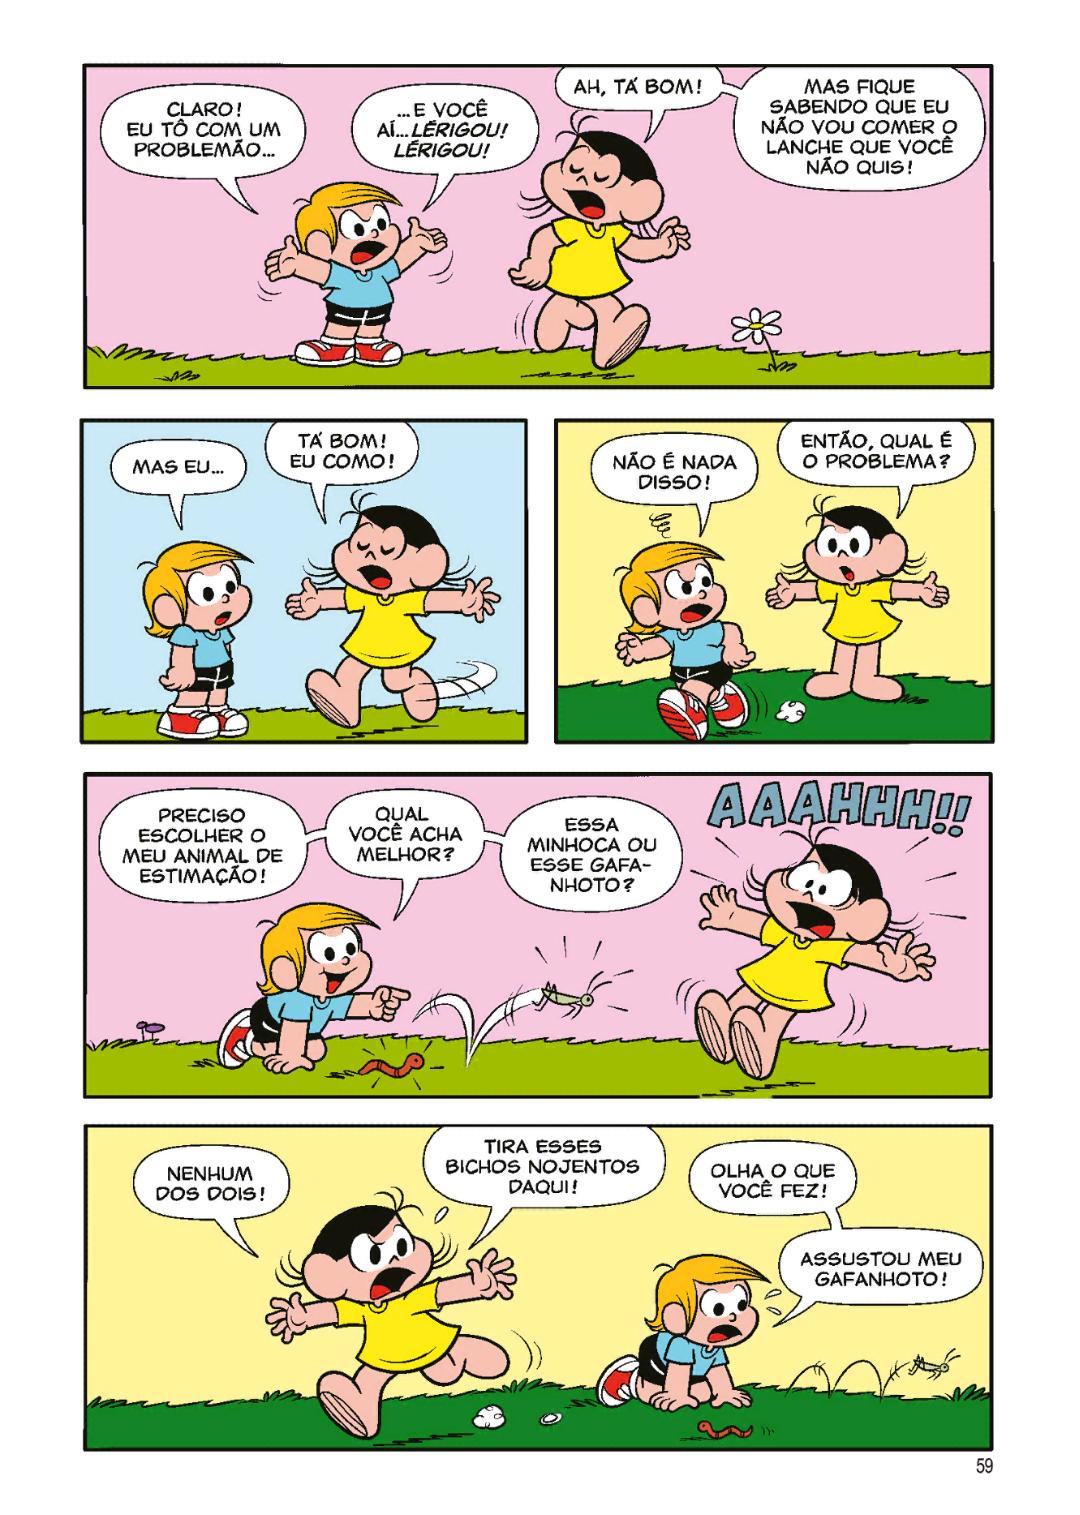 CLARO!
EU TÔ COM UM
PROBLEMÃO...
...E VOCÊ
AÍ...LÉRIGOU!
LÉRIGOU!
AH, TÁ BOM!
MAS FIQUE
SABENDO QUE EU
NÃO VOU COMER O
LANCHE QUE VOCÊ
NÃO QUIS!
MAS EU...
TÁ BOM!
EU COMO!
NÃO É NADA
DISSO!
ENTÃO, QUAL É
O PROBLEMA?
PRECISO
ESCOLHER O
MEU ANIMAL DE
ESTIMAÇÃO!
QUAL
VOCÊ ACHA
MELHOR?
ESSA
MINHOCA OU
ESSE GAFA-
NHOTO?
AAAHHH!!
NENHUM
DOS DOIS!
TIRA ESSES
BICHOS NOJENTOS
DAQUI!
OLHA O QUE
VOCÊ FEZ!
ASSUSTOU MEU
GAFANHOTO!
59